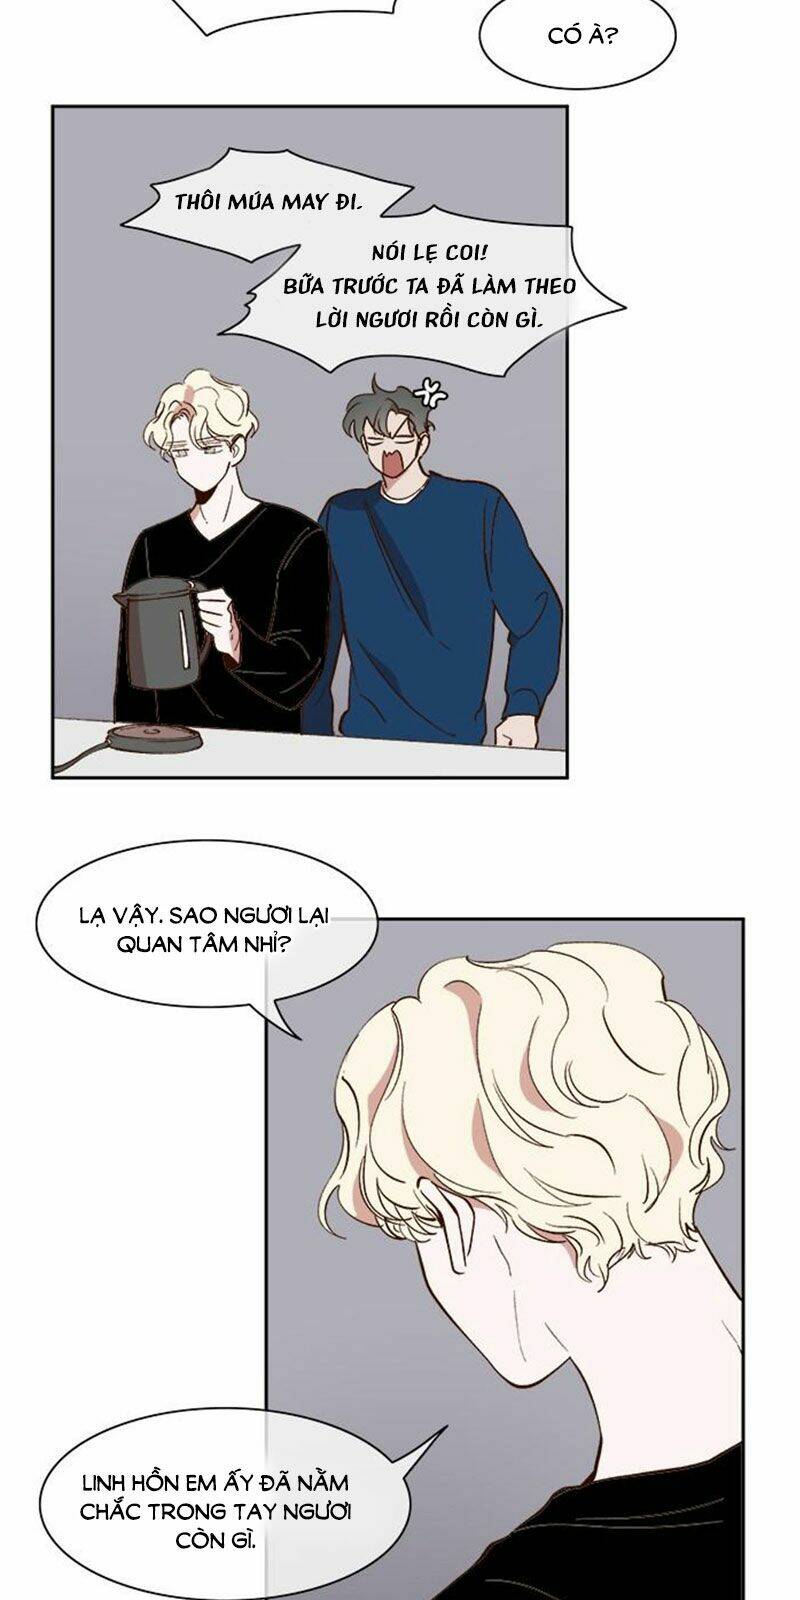 CÓ À?
THÔI MÚA MAY ĐI.
NÓI LẸ COI!
BỮA TRƯỚC TA ĐÃ LÀM THEO
LỜI NGƯƠI RỒI CÒN GÌ.
LẠ VẬY. SAO NGƯƠI LẠI
QUAN TÂM NHỈ?
LINH HỒN EM ẤY ĐÃ NẰM
CHẮC TRONG TAY NGƯƠI
CÒN GÌ.